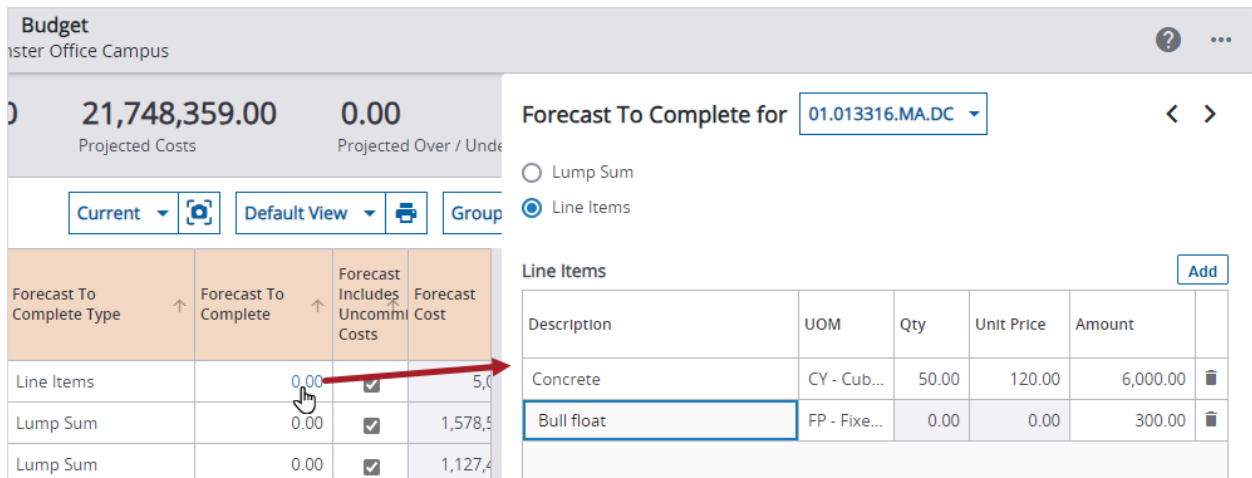 Budget
nster Office Campus
21,748,359.00
Projected Costs
0.00
Projected Over / Unde
Current
Default View
Group
Forecast To
Complete Type
Forecast To
Complete
Forecast
Includes
Uncommi
Costs
Forecast
Cost
Line Items 0.00 5,0
Lump Sum 0.00 1,578,5
Lump Sum 0.00 1,127,4
Forecast To Complete for 01.013316.MA.DC
Lump Sum
Line Items
Line Items
Add
Description UOM Qty Unit Price Amount
Concrete CY - Cub... 50.00 120.00 6,000.00
Bull float FP - Fixe... 0.00 0.00 300.00